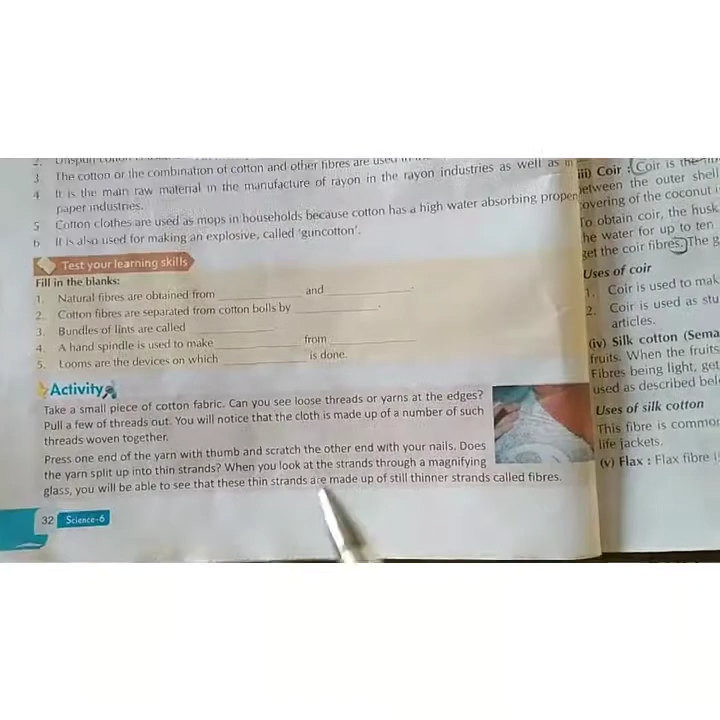 3 The cotton or the combination of cotton and other fibres are used in
4 It is the main raw material in the manufacture of rayon in the rayon industries as well as in
paper industries.
5 Cotton clothes are used as mops in households because cotton has a high water absorbing proper
6 It is also used for making an explosive, called 'guncotton'.
Test your learning skills
Fill in the blanks:
1. Natural fibres are obtained from ____________ and ____________.
2. Cotton fibres are separated from cotton bolls by ____________.
3. Bundles of lints are called ____________
4. A hand spindle is used to make ____________ from ____________
5. Looms are the devices on which ____________ is done.
Activity
Take a small piece of cotton fabric. Can you see loose threads or yarns at the edges?
Pull a few of threads out. You will notice that the cloth is made up of a number of such
threads woven together.
Press one end of the yarn with thumb and scratch the other end with your nails. Does
the yarn split up into thin strands? When you look at the strands through a magnifying
glass, you will be able to see that these thin strands are made up of still thinner strands called fibres.
32 Science-6
iii) Coir : Coir is the
between the outer shell
covering of the coconut
To obtain coir, the husk
he water for up to ten
get the coir fibres. The g
Uses of coir
1. Coir is used to mak
2. Coir is used as stu
articles.
(iv) Silk cotton (Sema
fruits. When the fruits
Fibres being light, get
used as described bel
Uses of silk cotton
This fibre is commor
life jackets.
(v) Flax : Flax fibre i